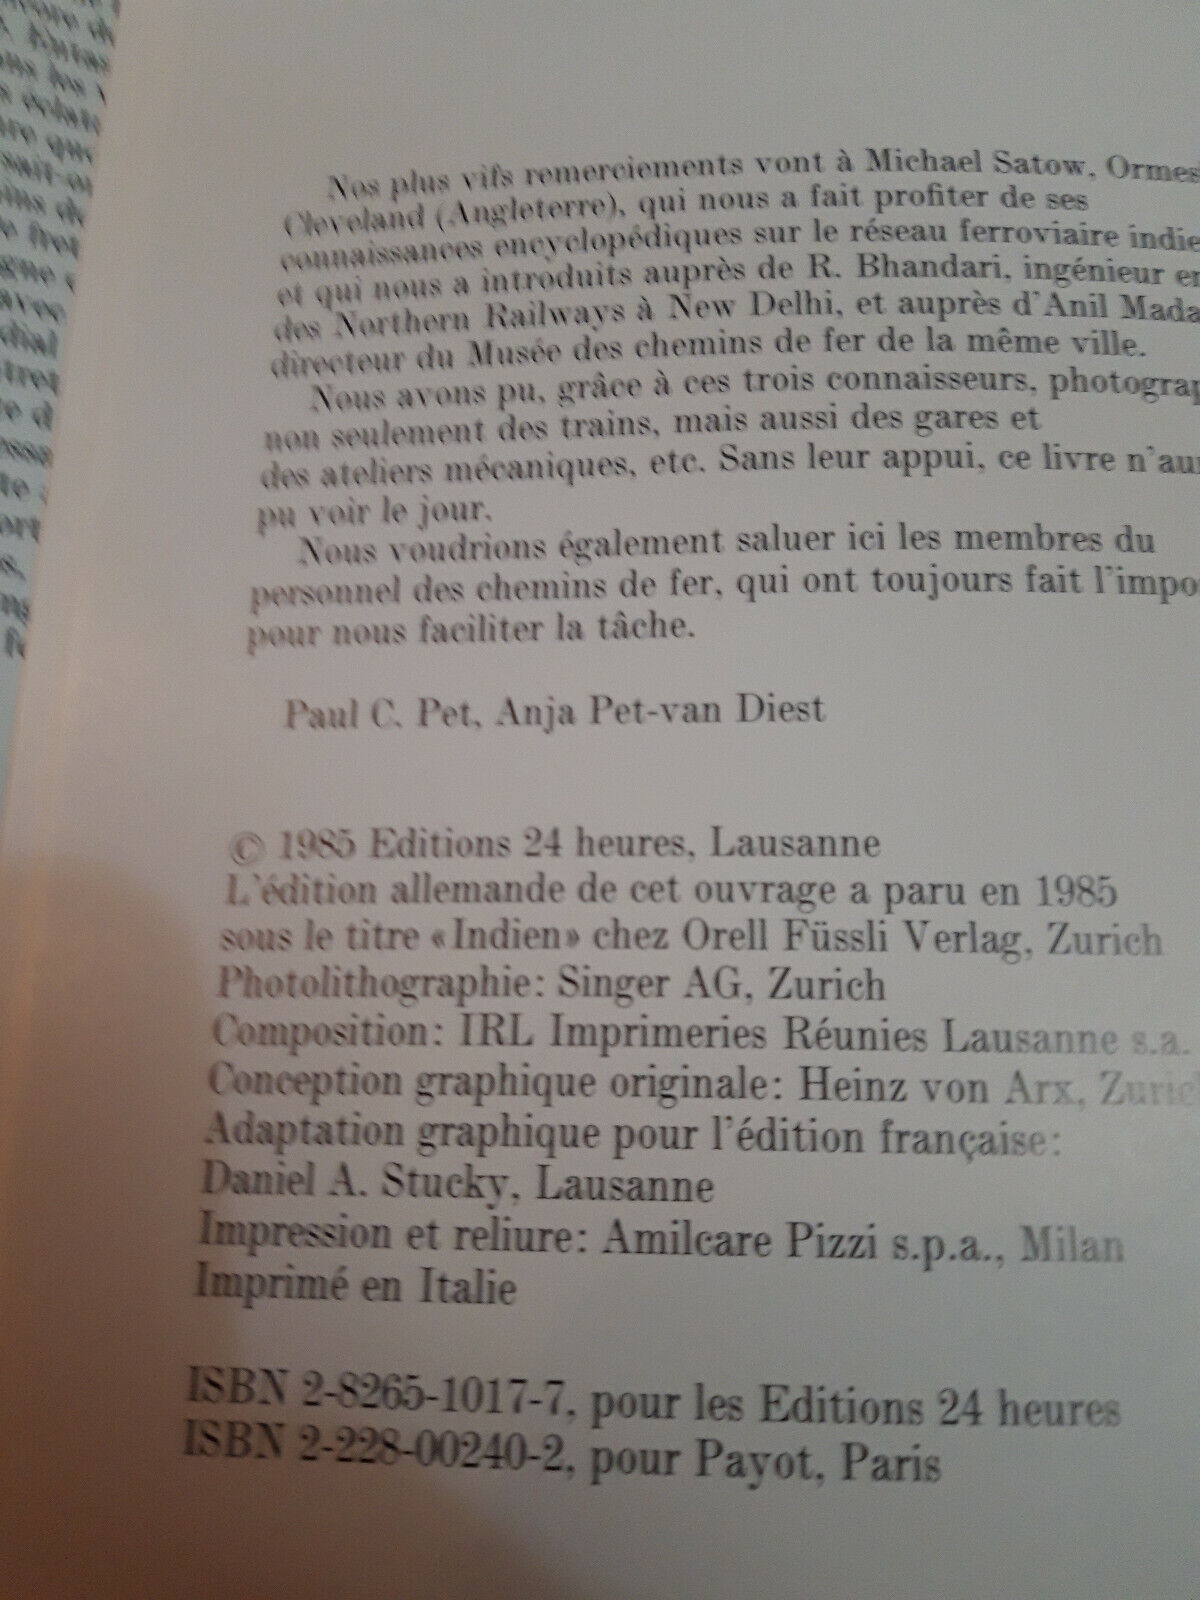 Nos plus vifs remerciements vont à Michael Satow, Ormes
Cleveland (Angleterre), qui nous a fait profiter de ses
connaissances encyclopédiques sur le réseau ferroviaire indie
et qui nous a introduits auprès de R. Bhandari, ingénieur en
des Northern Railways à New Delhi, et auprès d'Anil Mada
directeur du Musée des chemins de fer de la même ville.
Nous avons pu, grâce à ces trois connaisseurs, photograp
non seulement des trains, mais aussi des gares et
des ateliers mécaniques, etc. Sans leur appui, ce livre n'au
pu voir le jour.
Nous voudrions également saluer ici les membres du
personnel des chemins de fer, qui ont toujours fait l'impo
pour nous faciliter la tâche.
Paul C. Pet, Anja Pet-van Diest
© 1985 Editions 24 heures, Lausanne
L'édition allemande de cet ouvrage a paru en 1985
sous le titre «Indien» chez Orell Füssli Verlag, Zurich
Photolithographie: Singer AG, Zurich
Composition: IRL Imprimeries Réunies Lausanne s.a.
Conception graphique originale: Heinz von Arx, Zuric
Adaptation graphique pour l'édition française:
Daniel A. Stucky, Lausanne
Impression et reliure: Amilcare Pizzi s.p.a., Milan
Imprimé en Italie
ISBN 2-8265-1017-7, pour les Editions 24 heures
ISBN 2-228-00240-2, pour Payot, Paris